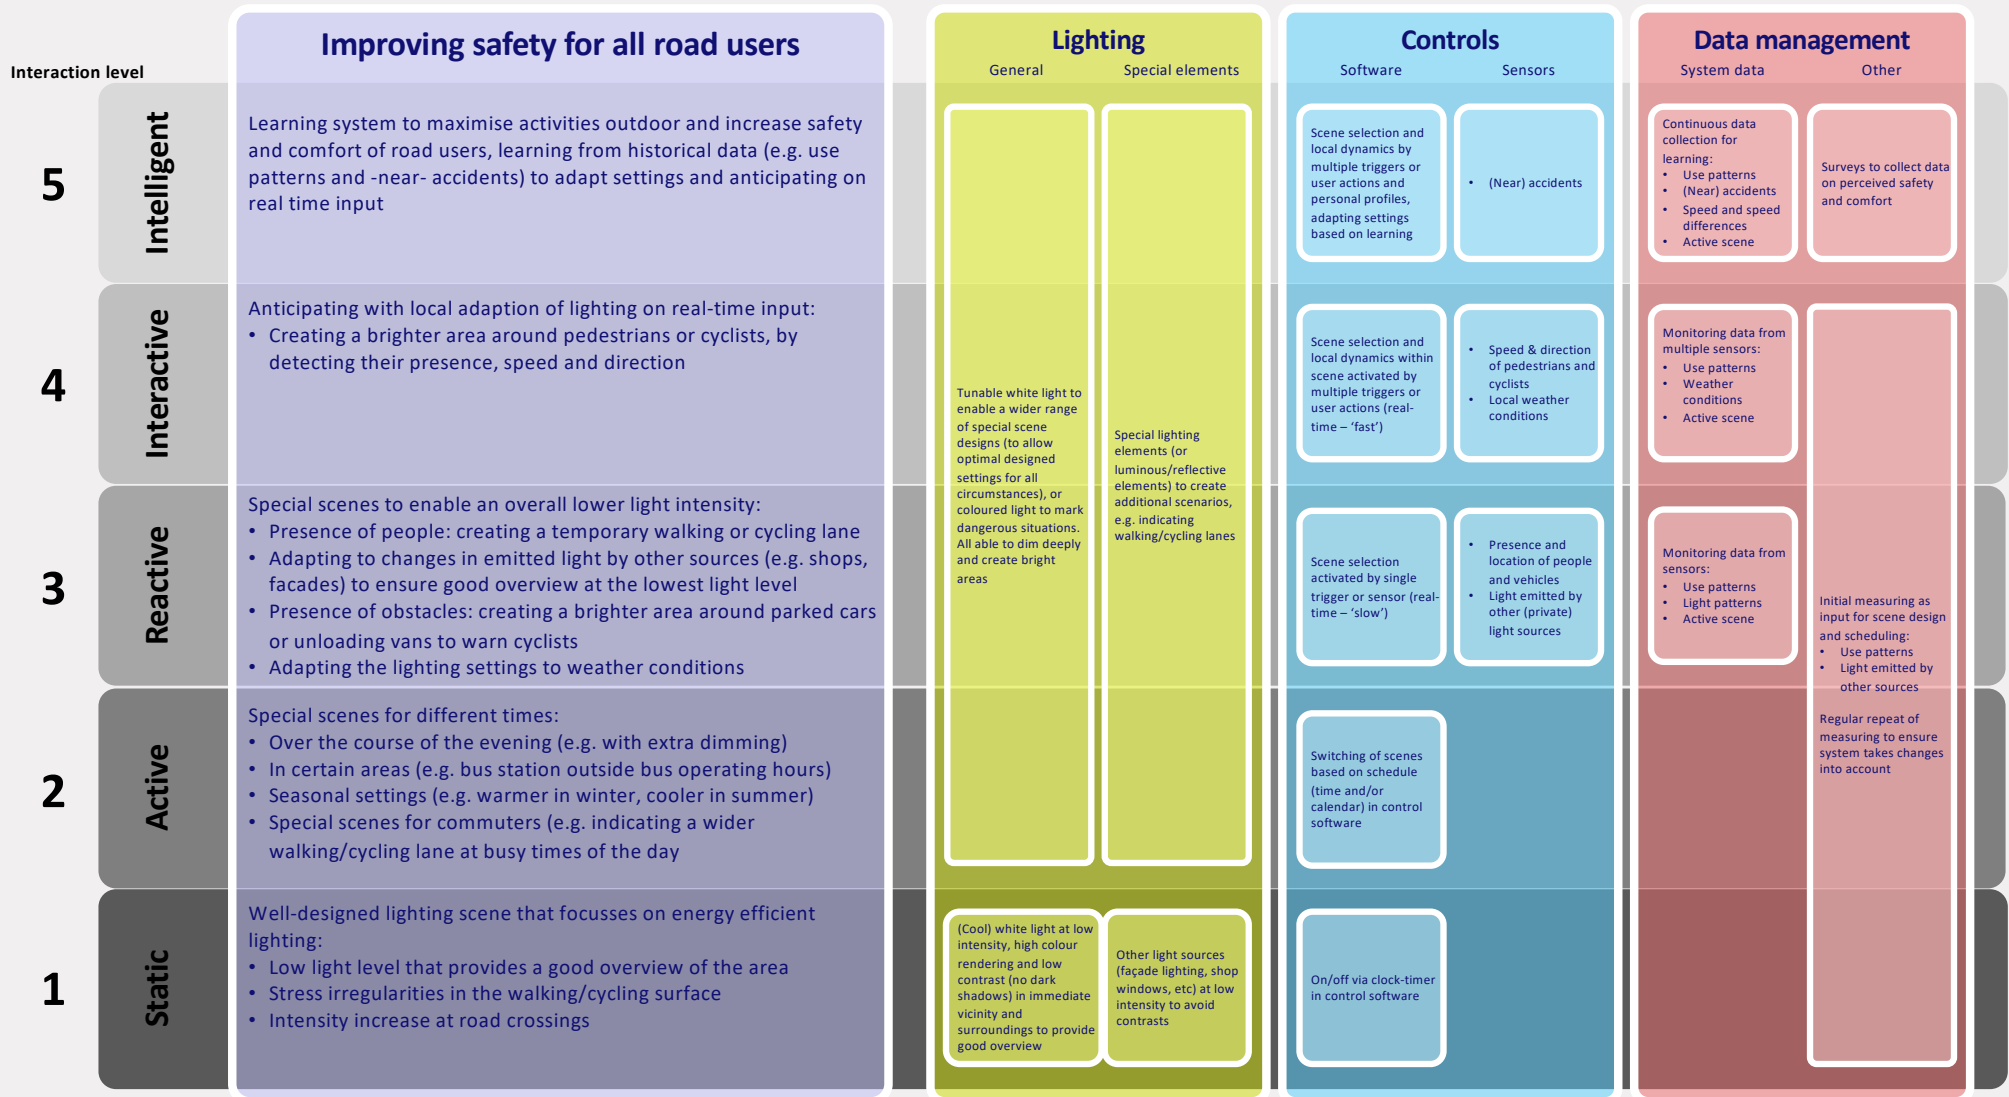 Improving safety for all road users
Lighting
Controls
Data management
Interaction level
General
Special elements
Software
Sensors
System data
Other
5
Intelligent
Learning system to maximise activities outdoor and increase safety
and comfort of road users, learning from historical data (e.g. use
patterns and -near- accidents) to adapt settings and anticipating on
real time input
Scene selection and
local dynamics by
multiple triggers or
user actions and
personal profiles,
adapting settings
based on learning
• (Near) accidents
Continuous data
collection for
learning:
• Use patterns
• (Near) accidents
• Speed and speed
differences
• Active scene
Surveys to collect data
on perceived safety
and comfort
4
Interactive
Anticipating with local adaption of lighting on real-time input:
• Creating a brighter area around pedestrians or cyclists, by
detecting their presence, speed and direction
Tunable white light to
enable a wider range
of special scene
designs (to allow
optimal designed
settings for all
circumstances), or
coloured light to mark
dangerous situations.
All able to dim deeply
and create bright
areas
Special lighting
elements (or
luminous/reflective
elements) to create
additional scenarios,
e.g. indicating
walking/cycling lanes
Scene selection and
local dynamics within
scene activated by
multiple triggers or
user actions (real-
time – ‘fast’)
• Speed & direction
of pedestrians and
cyclists
• Local weather
conditions
Monitoring data from
multiple sensors:
• Use patterns
• Weather
conditions
• Active scene
3
Reactive
Special scenes to enable an overall lower light intensity:
• Presence of people: creating a temporary walking or cycling lane
• Adapting to changes in emitted light by other sources (e.g. shops,
facades) to ensure good overview at the lowest light level
• Presence of obstacles: creating a brighter area around parked cars
or unloading vans to warn cyclists
• Adapting the lighting settings to weather conditions
Scene selection
activated by single
trigger or sensor (real-
time – ‘slow’)
• Presence and
location of people
and vehicles
• Light emitted by
other (private)
light sources
Monitoring data from
sensors:
• Use patterns
• Light patterns
• Active scene
Initial measuring as
input for scene design
and scheduling:
• Use patterns
• Light emitted by
other sources
Regular repeat of
measuring to ensure
system takes changes
into account
2
Active
Special scenes for different times:
• Over the course of the evening (e.g. with extra dimming)
• In certain areas (e.g. bus station outside bus operating hours)
• Seasonal settings (e.g. warmer in winter, cooler in summer)
• Special scenes for commuters (e.g. indicating a wider
walking/cycling lane at busy times of the day
Switching of scenes
based on schedule
(time and/or
calendar) in control
software
1
Static
Well-designed lighting scene that focusses on energy efficient
lighting:
• Low light level that provides a good overview of the area
• Stress irregularities in the walking/cycling surface
• Intensity increase at road crossings
(Cool) white light at low
intensity, high colour
rendering and low
contrast (no dark
shadows) in immediate
vicinity and
surroundings to provide
good overview
Other light sources
(façade lighting, shop
windows, etc) at low
intensity to avoid
contrasts
On/off via clock-timer
in control software